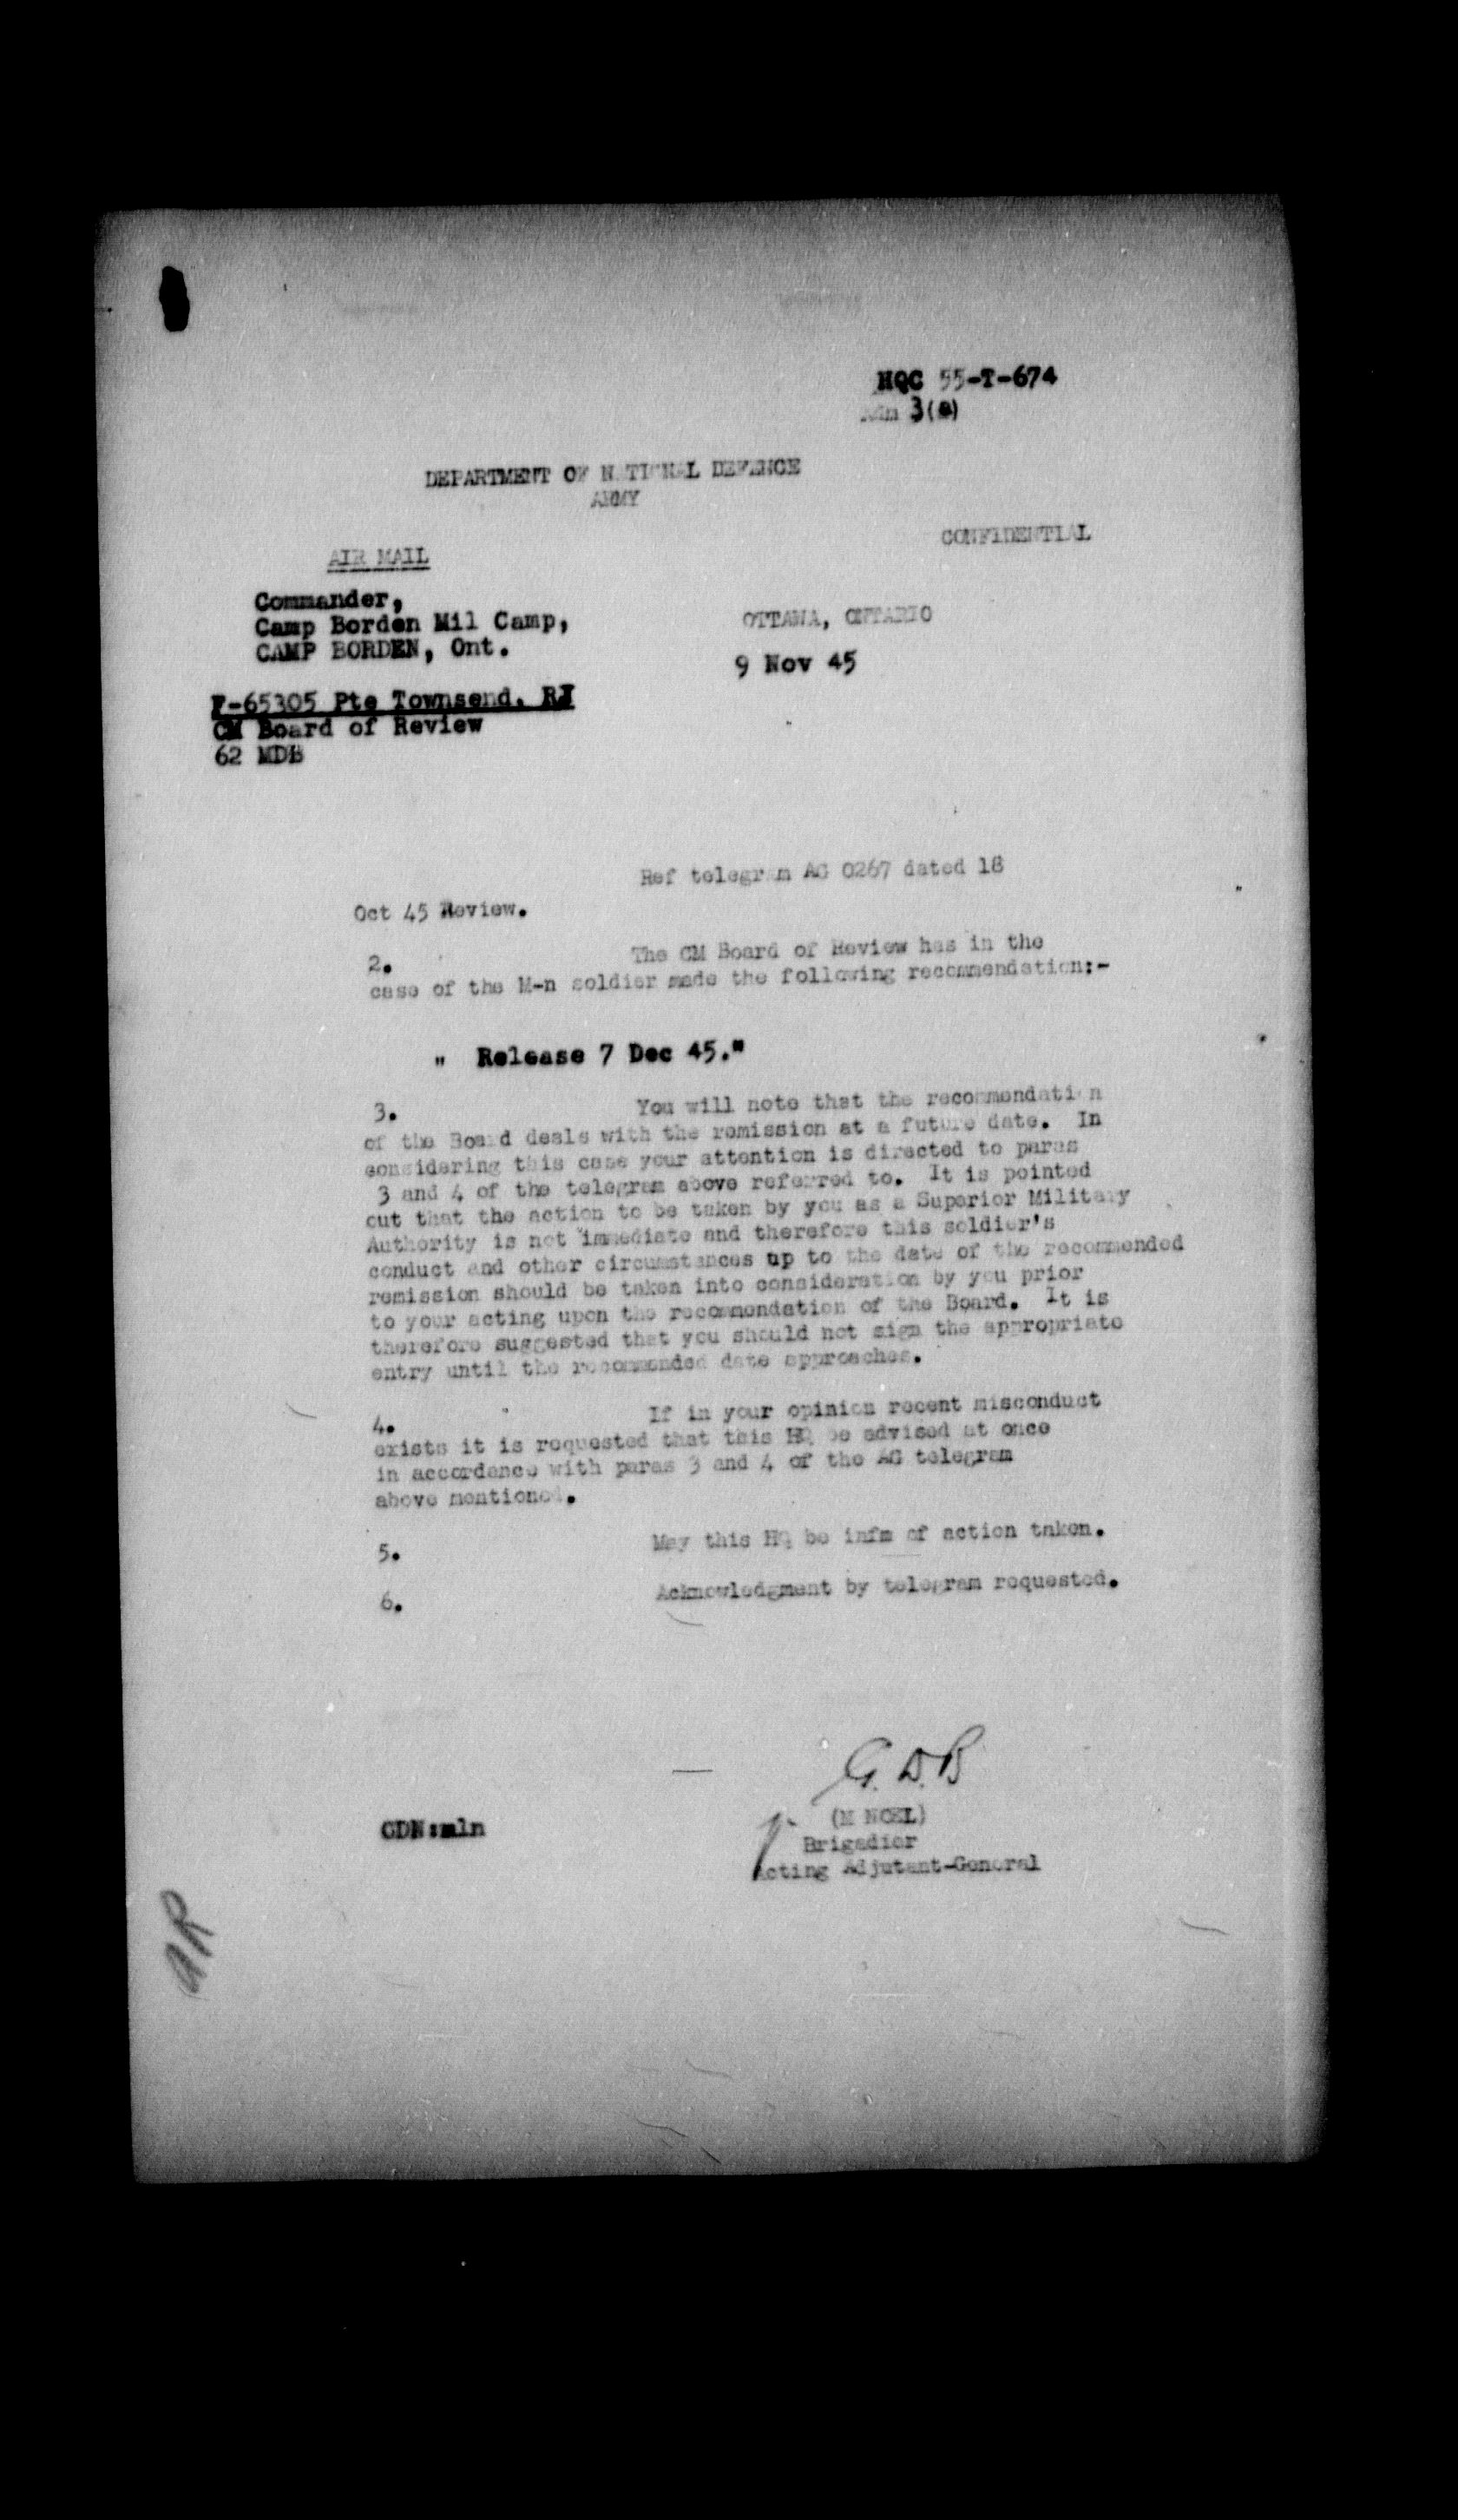 HQC 55-T-674
Adm 3(a)
DEPARTMENT OF NATIONAL DEFENCE
ARMY
CONFIDENTIAL
AIR MAIL
Commander,
Camp Borden Mil Camp,
CAMP BORDEN, Ont.
OTTAWA, ONTARIO
9 Nov 45
F-65305 Pte Townsend, RJ
CM Board of Review
62 MDB
Ref telegram AG 0267 dated 18
Oct 45 Review.
2. The CM Board of Review has in the
case of the M-n soldier made the following recommendation:-
" Release 7 Dec 45."
3. You will note that the recommendation
of the Board deals with the remission at a future date. In
considering this case your attention is directed to paras
3 and 4 of the telegram above referred to. It is pointed
out that the action to be taken by you as a Superior Military
Authority is not immediate and therefore this soldier's
conduct and other circumstances up to the date of the recommended
remission should be taken into consideration by you prior
to your acting upon the recommendation of the Board. It is
therefore suggested that you should not sign the appropriate
entry until the recommended date approaches.
4. If in your opinion recent misconduct
exists it is requested that this HQ be advised at once
in accordance with paras 3 and 4 of the AG telegram
above mentioned.
5. May this HQ be infm of action taken.
6. Acknowledgment by telegram requested.
G.D.B
(M NOEL)
Brigadier
Acting Adjutant-General
GDN:mln
AR